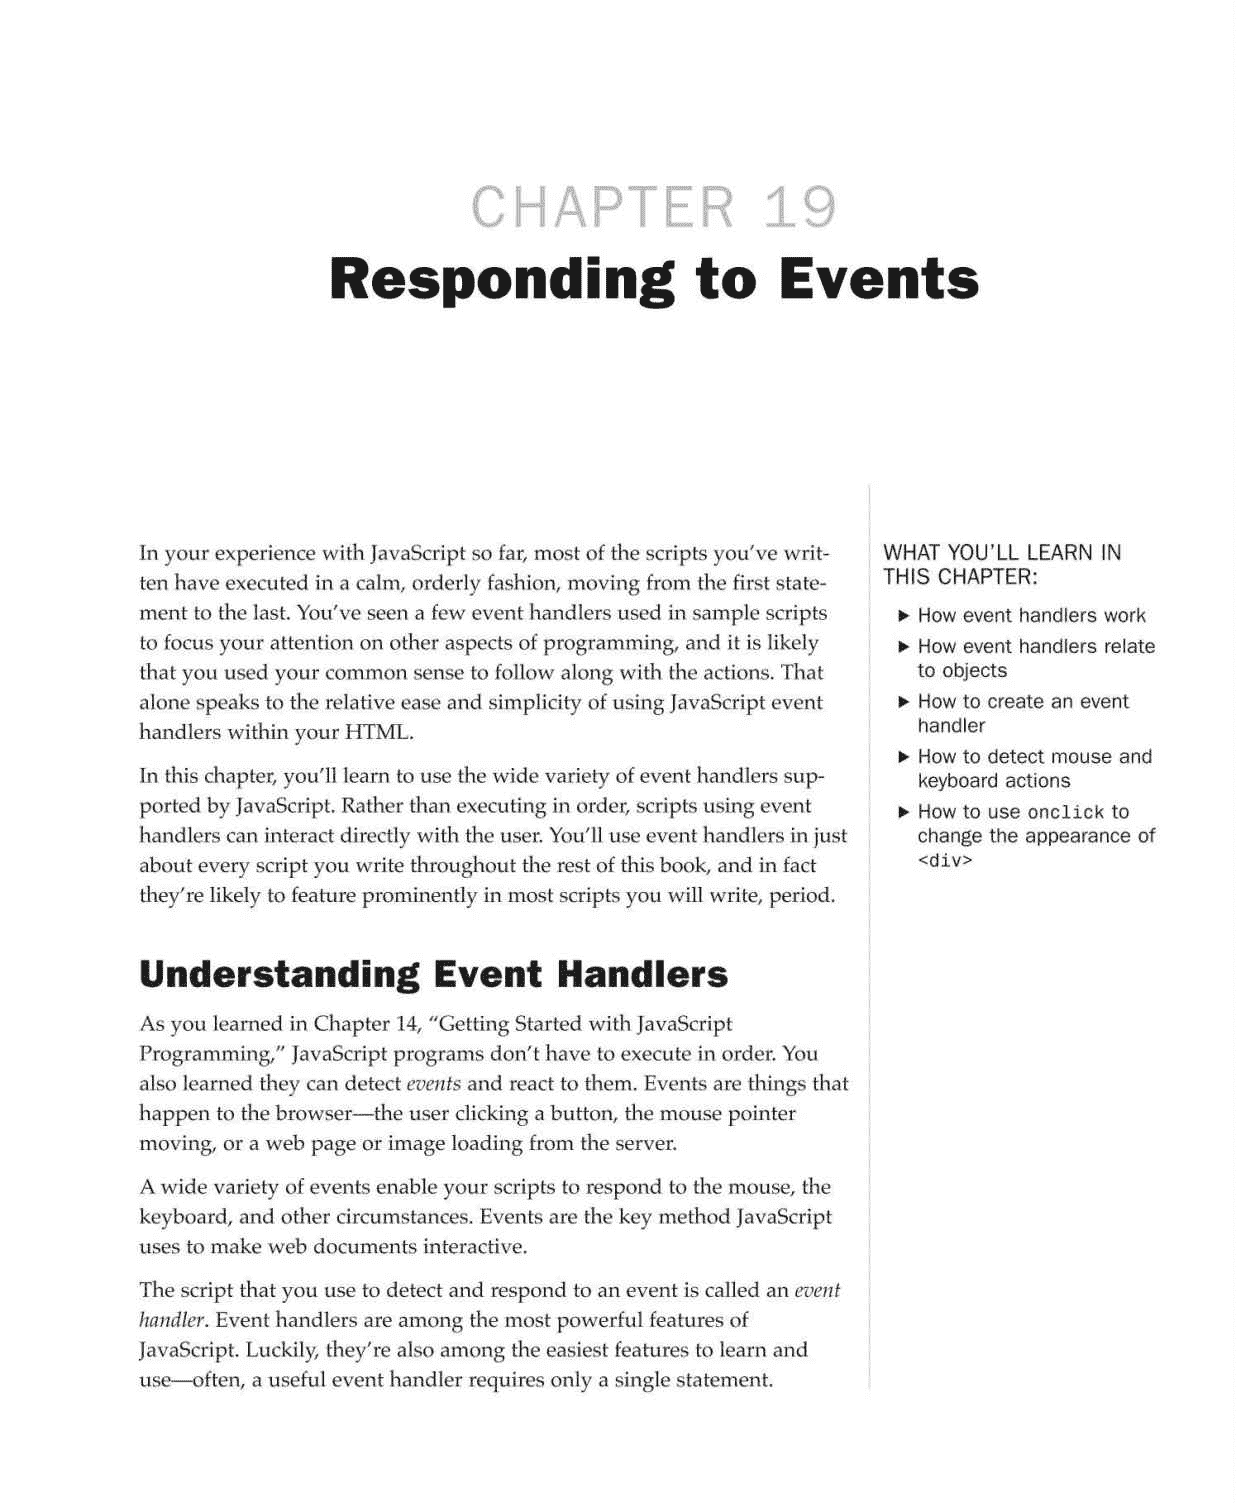 CHAPTER 19
Responding to Events
In your experience with JavaScript so far, most of the scripts you've writ-
ten have executed in a calm, orderly fashion, moving from the first state-
ment to the last. You've seen a few event handlers used in sample scripts
to focus your attention on other aspects of programming, and it is likely
that you used your common sense to follow along with the actions. That
alone speaks to the relative ease and simplicity of using JavaScript event
handlers within your HTML.
In this chapter, you'll learn to use the wide variety of event handlers sup-
ported by JavaScript. Rather than executing in order, scripts using event
handlers can interact directly with the user. You'll use event handlers in just
about every script you write throughout the rest of this book, and in fact
they're likely to feature prominently in most scripts you will write, period.
Understanding Event Handlers
As you learned in Chapter 14, "Getting Started with JavaScript
Programming," JavaScript programs don't have to execute in order. You
also learned they can detect events and react to them. Events are things that
happen to the browser—the user clicking a button, the mouse pointer
moving, or a web page or image loading from the server.
A wide variety of events enable your scripts to respond to the mouse, the
keyboard, and other circumstances. Events are the key method JavaScript
uses to make web documents interactive.
The script that you use to detect and respond to an event is called an event
handler. Event handlers are among the most powerful features of
JavaScript. Luckily, they're also among the easiest features to learn and
use—often, a useful event handler requires only a single statement.
WHAT YOU'LL LEARN IN
THIS CHAPTER:
▶ How event handlers work
▶ How event handlers relate
to objects
▶ How to create an event
handler
▶ How to detect mouse and
keyboard actions
▶ How to use onclick to
change the appearance of
<div>